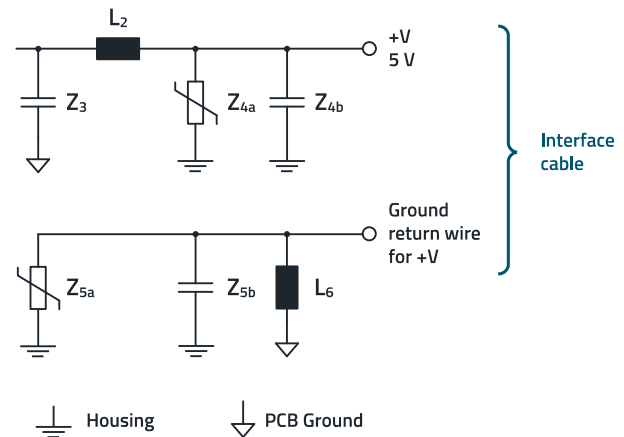 L2
+V
5 V
Z3
Z4a
Z4b
Interface
cable
Ground
return wire
for +V
Z5a
Z5b
L6
Housing
PCB Ground